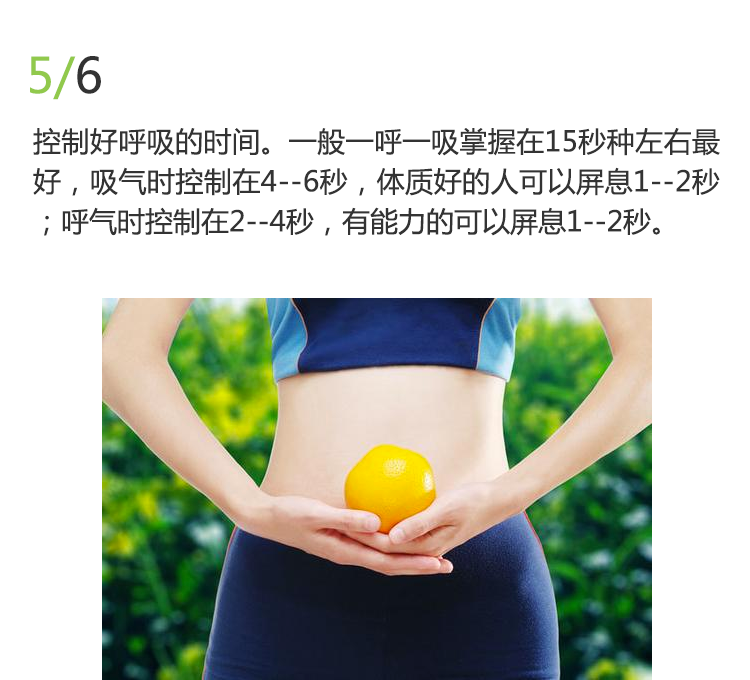 5/6
控制好呼吸的时间。一般一呼一吸掌握在15秒种左右最
好，吸气时控制在4--6秒，体质好的人可以屏息1--2秒
；呼气时控制在2--4秒，有能力的可以屏息1--2秒。